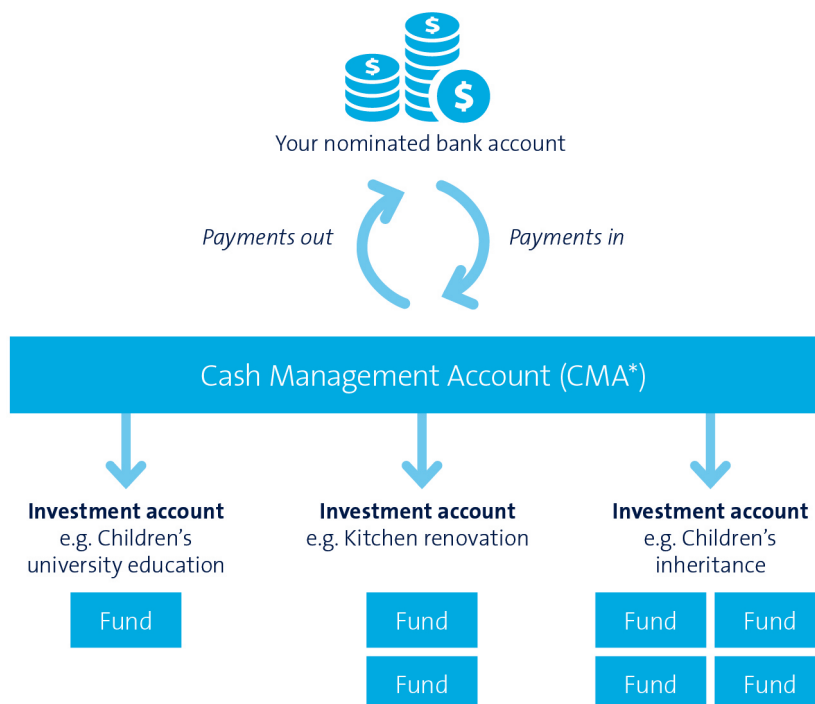 $
$
$
Your nominated bank account
Payments out
Payments in
Cash Management Account (CMA*)
Investment account
e.g. Children’s
university education
Fund
Investment account
e.g. Kitchen renovation
Fund
Fund
Investment account
e.g. Children’s
inheritance
Fund Fund
Fund Fund